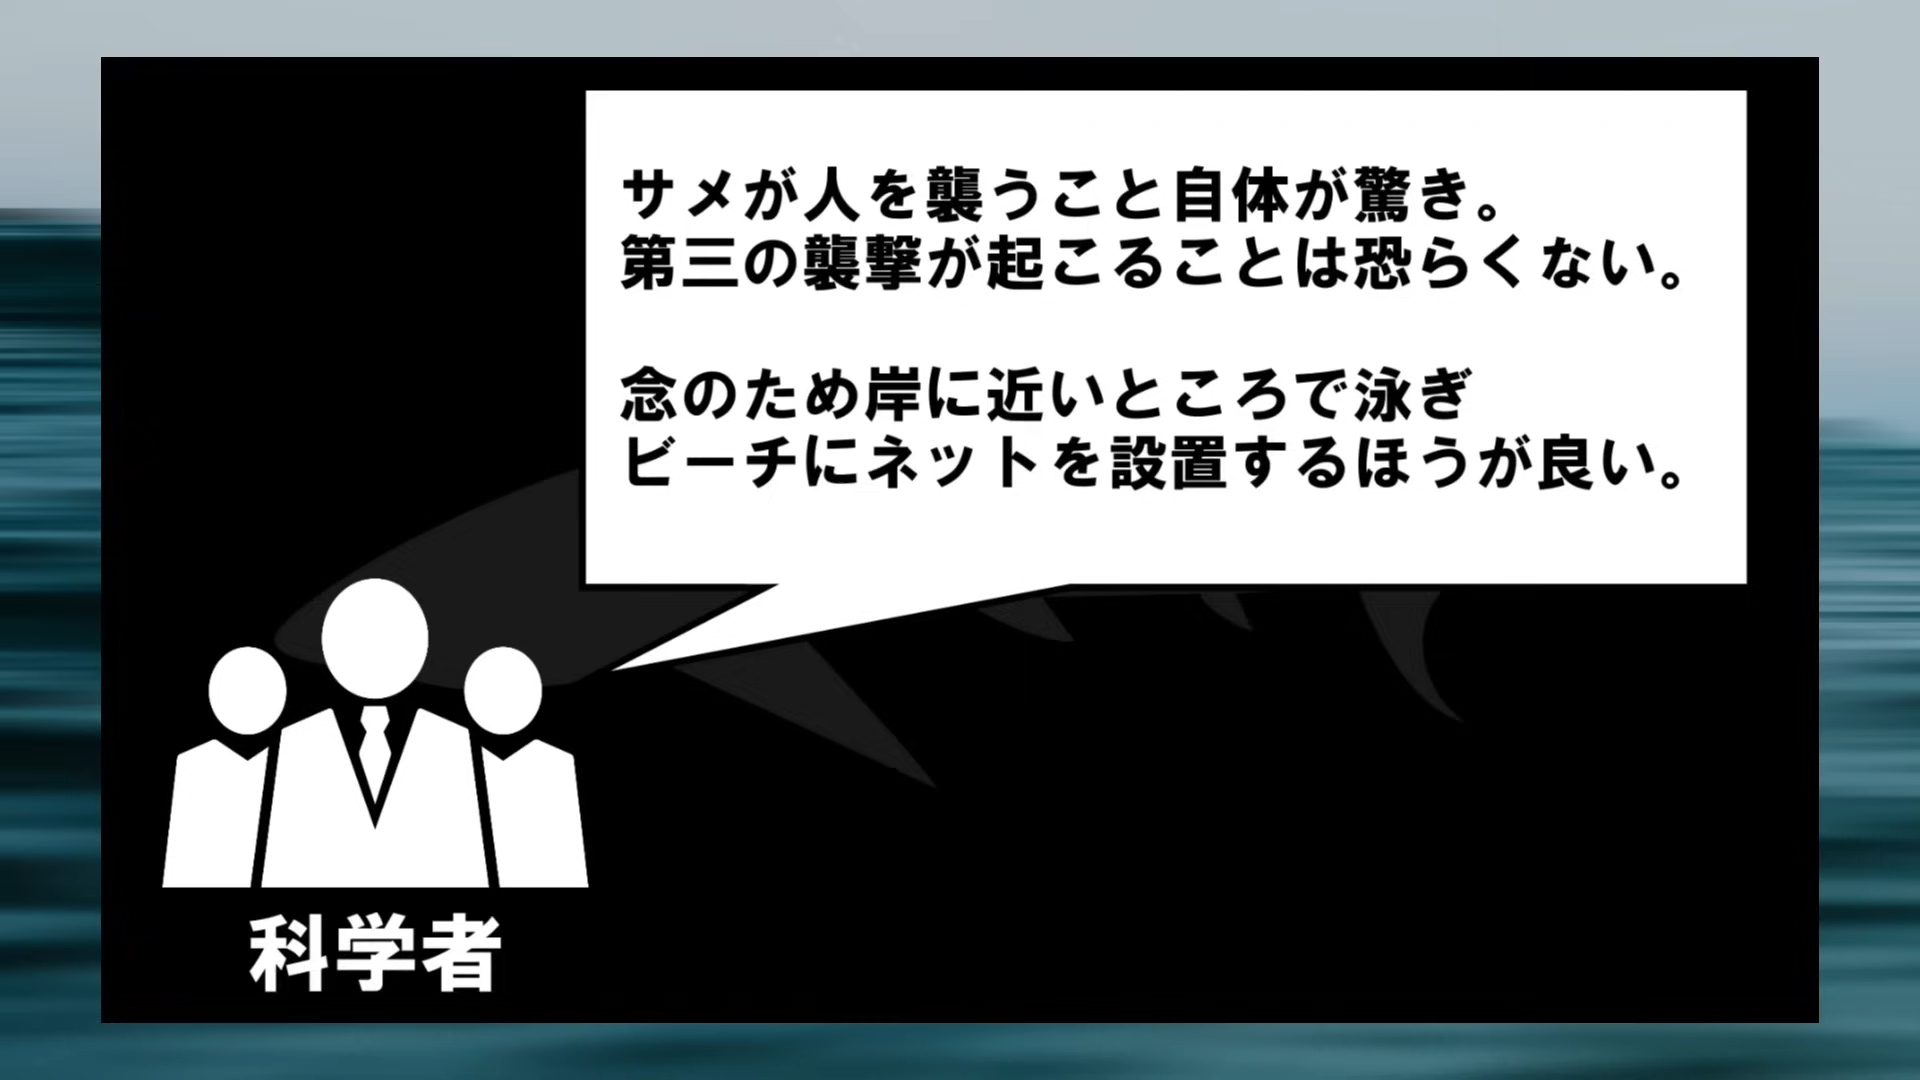 サメが人を襲うこと自体が驚き。
第三の襲撃が起こることは恐らくない。
念のため岸に近いところで泳ぎ
ビーチにネットを設置するほうが良い。
科学者